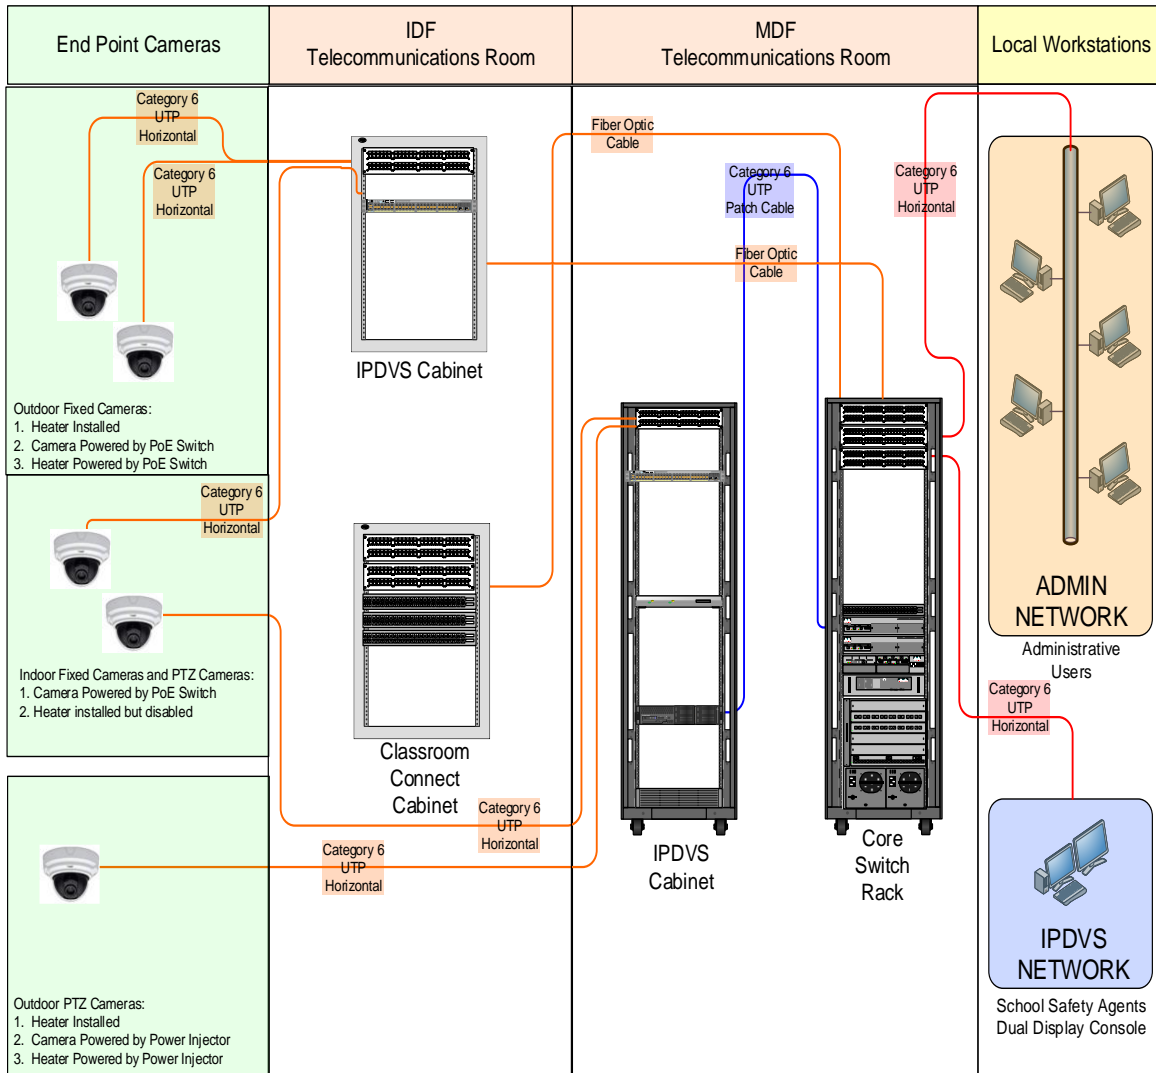 End Point Cameras
IDF
Telecommunications Room
MDF
Telecommunications Room
Local Workstations
Category 6
UTP
Horizontal
Category 6
UTP
Horizontal
Outdoor Fixed Cameras:
1. Heater Installed
2. Camera Powered by PoE Switch
3. Heater Powered by PoE Switch
Category 6
UTP
Horizontal
Indoor Fixed Cameras and PTZ Cameras:
1. Camera Powered by PoE Switch
2. Heater installed but disabled
Outdoor PTZ Cameras:
1. Heater Installed
2. Camera Powered by Power Injector
3. Heater Powered by Power Injector
IPDVS Cabinet
Classroom
Connect
Cabinet
Category 6
UTP
Horizontal
Category 6
UTP
Horizontal
Fiber Optic
Cable
Category 6
UTP
Patch Cable
Fiber Optic
Cable
Category 6
UTP
Horizontal
IPDVS
Cabinet
Core
Switch
Rack
ADMIN
NETWORK
Administrative
Users
Category 6
UTP
Horizontal
IPDVS
NETWORK
School Safety Agents
Dual Display Console